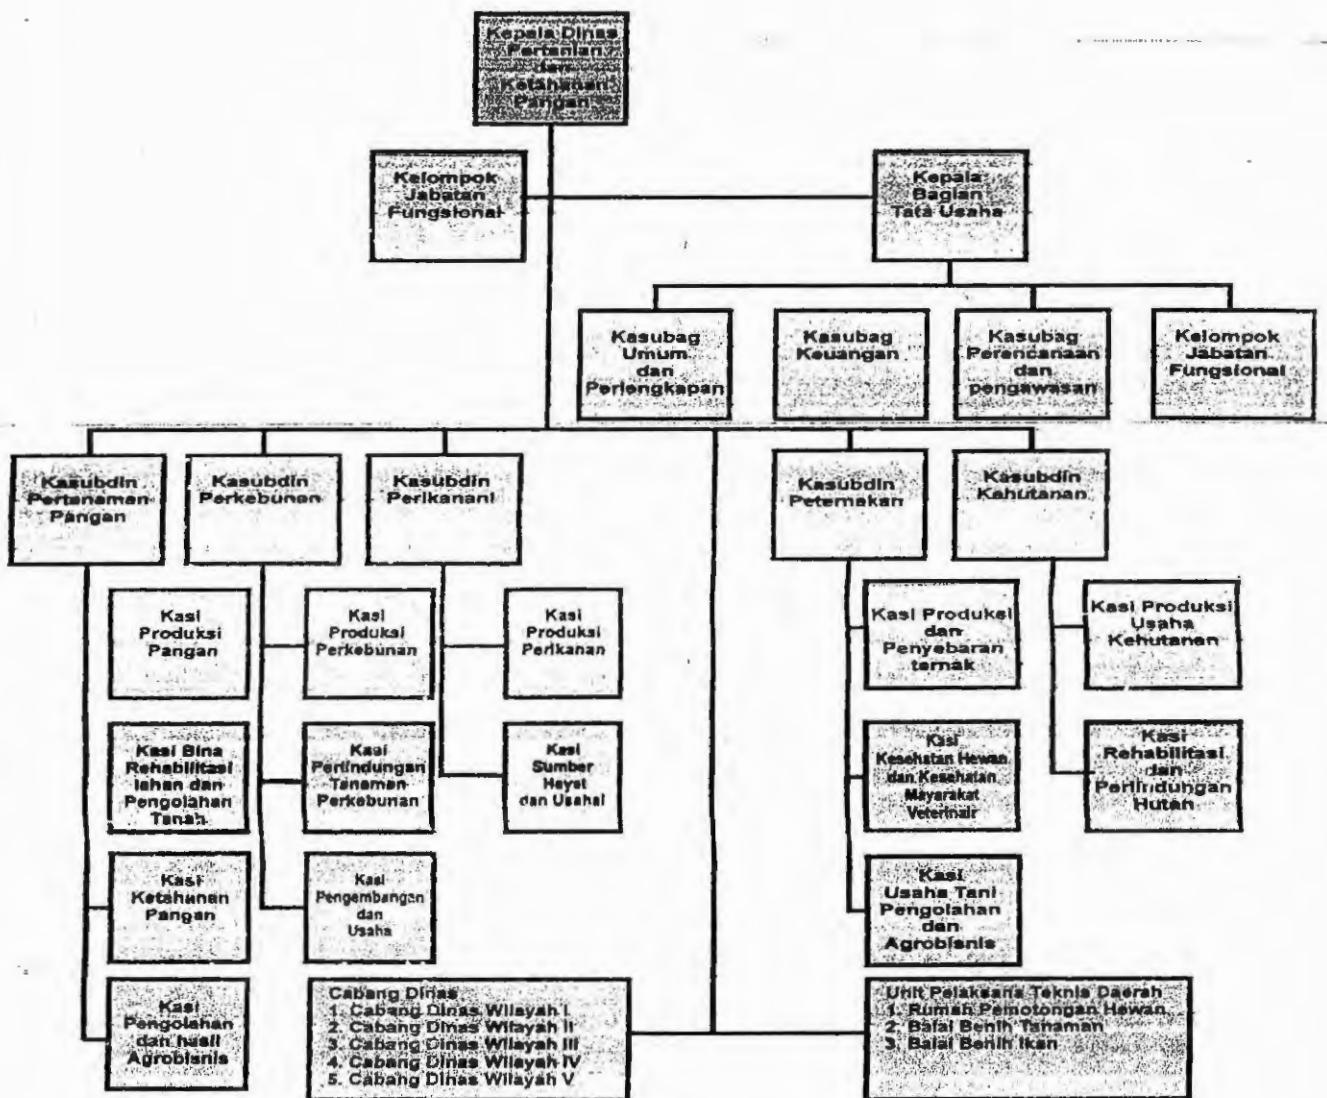 Kepala Dinas
Pertanian
dan
Ketahanan
Pangan
Kelompok
Jabatan
Fungsional
Kepala
Bagian
Tata Usaha
Kasubag
Umum
dan
Perlengkapan
Kasubag
Keuangan
Kasubag
Perencanaan
dan
pengawasan
Kelompok
Jabatan
Fungsional
Kasubdin
Pertanaman
Pangan
Kasubdin
Perkebunan
Kasubdin
Perikananl
Kasubdin
Peternakan
Kasubdin
Kahutanan
Kasi
Produksi
Pangan
Kasi
Produksi
Perkebunan
Kasi
Produksi
Perikanan
Kasi Produksi
dan
Penyebaran
ternak
Kasi Produksi
Usaha
Kehutanan
Kasi Bina
Rehabilitasi
lahan dan
Pengolahan
Tanah
Kasi
Perlindungan
Tanaman
Perkebunan
Kasi
Sumber
Hayst
dan Usahal
Kasi
Kesehatan Hewan
dan Kesehatan
Mayarakat
Veterinair
Kasi
Rehabilitasi
dan
Perlindungan
Hutan
Kasi
Ketahanan
Pangan
Kasi
Pengembangan
dan
Usaha
Kasi
Usaha Tani
Pengolahan
dan
Agrobisnis
Kasi
Pengolahan
dan hasil
Agrobisnis
Cabang Dinas
1. Cabang Dinas Wilayah I
2. Cabang Dinas Wilayah II
3. Cabang Dinas Wilayah III
4. Cabang Dinas Wilayah IV
5. Cabang Dinas Wilayah V
Unit Pelaksana Teknis Daerah
1. Rumah Pemotongan Hewan
2. Balai Benih Tanaman
3. Balai Benih Ikan